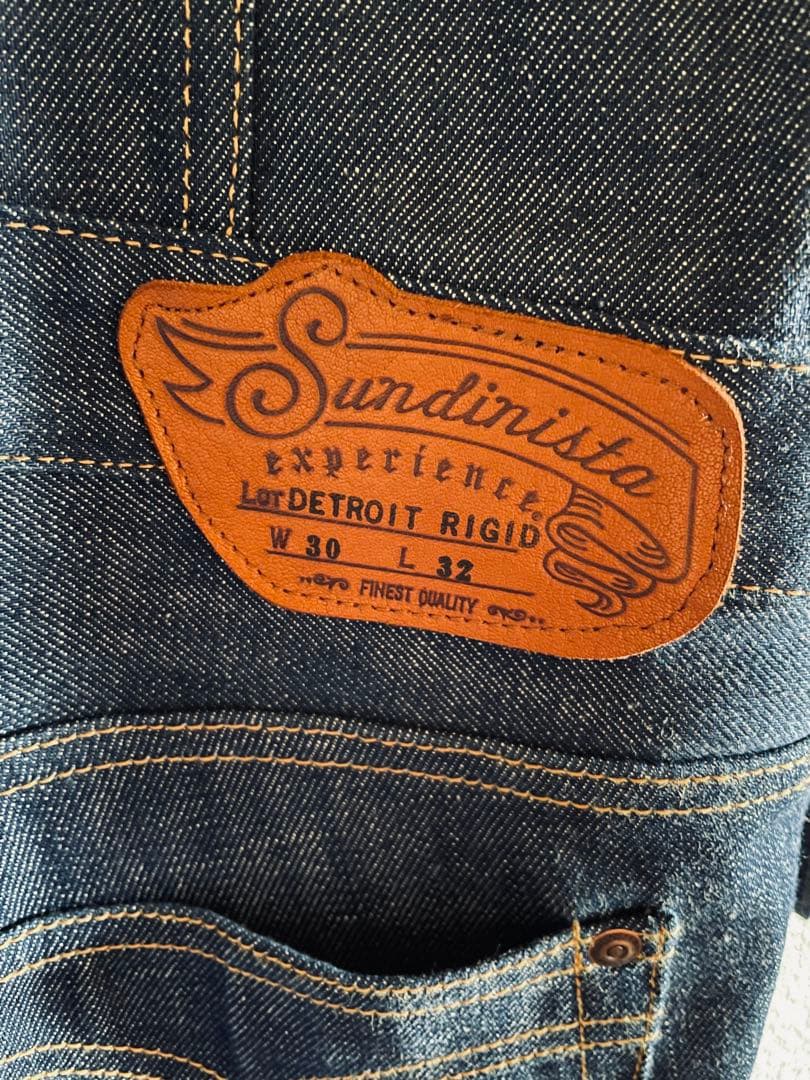 Sundinista
experience®
Lot DETROIT RIGID
W 30 L 32
FINEST QUALITY